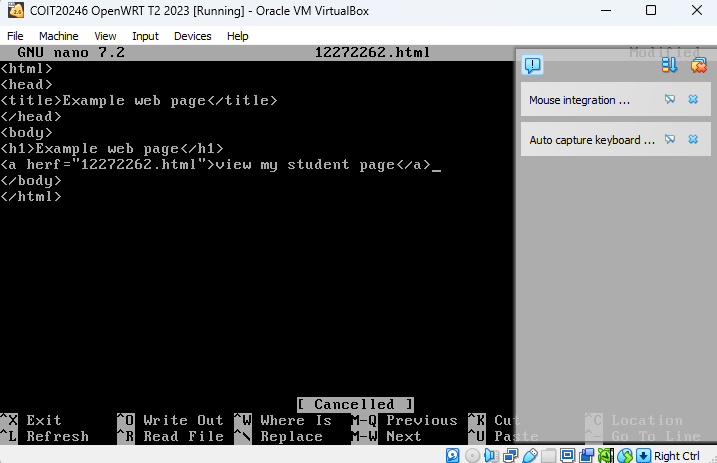 COIT20246 OpenWRT T2 2023 [Running] - Oracle VM VirtualBox
File Machine View Input Devices Help
GNU nano 7.2 12272262.html Modified
<html>
<head>
<title>Example web page</title>
</head>
<body>
<h1>Example web page</h1>
<a herf="12272262.html">view my student page</a>_
</body>
</html>
Mouse integration ...
Auto capture keyboard ...
[ Cancelled ]
^X Exit ^O Write Out ^W Where Is M-Q Previous ^K Cut ^C Location
^L Refresh ^R Read File ^\ Replace M-W Next ^U Paste ^_ Go To Line
Right Ctrl